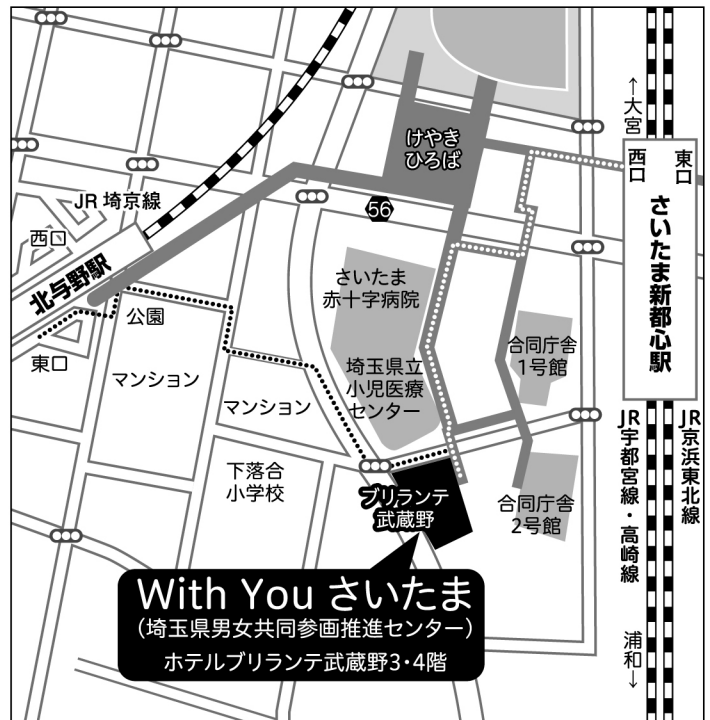 ↑大宮
西口
東口
けやき
ひろば
JR 埼京線
56
さいたま新都心駅
西口
北与野駅
さいたま
赤十字病院
公園
東口
マンション
埼玉県立
小児医療
センター
合同庁舎
1号館
マンション
JR宇都宮線・高崎線
JR京浜東北線
下落合
小学校
ブリランテ
武蔵野
合同庁舎
2号館
With You さいたま
(埼玉県男女共同参画推進センター)
ホテルブリランテ武蔵野3・4階
浦和→